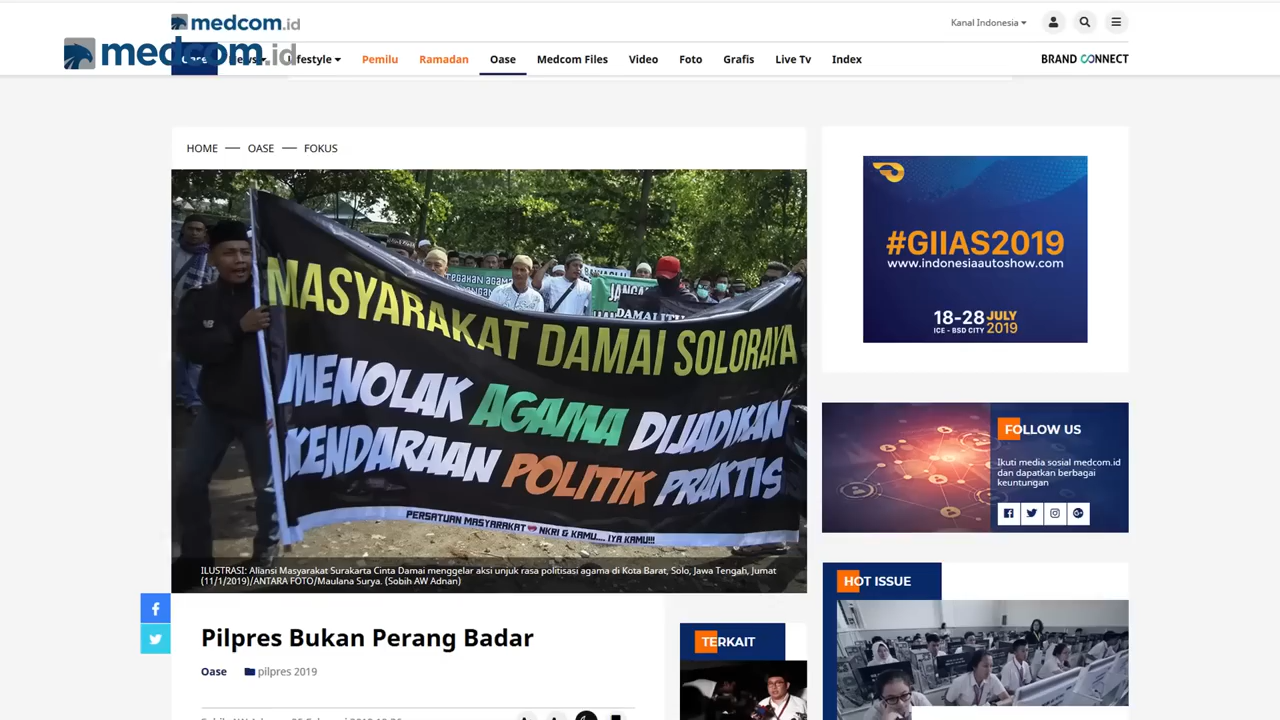 medcom.id
Kanal Indonesia
medcom.id
Oase
News
Lifestyle
Pemilu
Ramadan
Oase
Medcom Files
Video
Foto
Grafis
Live Tv
Index
BRAND CONNECT
HOME — OASE — FOKUS
MASYARAKAT DAMAI SOLORAYA
MENOLAK AGAMA DIJADIKAN
KENDARAAN POLITIK PRAKTIS
PERSATUAN MASYARAKAT NKRI & KAMU.... IYA KAMU!!!
ILUSTRASI: Aliansi Masyarakat Surakarta Cinta Damai menggelar aksi unjuk rasa politisasi agama di Kota Barat, Solo, Jawa Tengah, Jumat
(11/1/2019)/ANTARA FOTO/Maulana Surya. (Sobih AW Adnan)
Pilpres Bukan Perang Badar
Oase
pilpres 2019
TERKAIT
#GIIAS2019
www.indonesiaautoshow.com
18-28 JULY 2019
ICE - BSD CITY
FOLLOW US
Ikuti media sosial medcom.id
dan dapatkan berbagai
keuntungan
HOT ISSUE